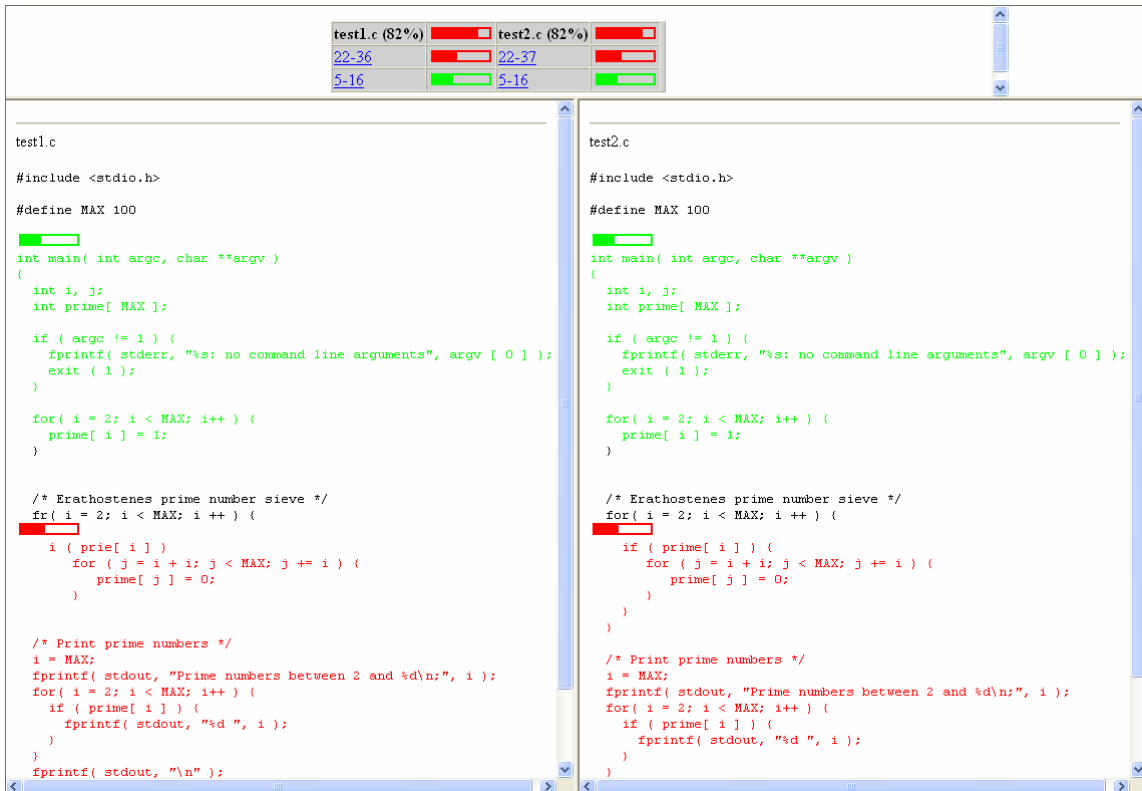 test1.c (82%) test2.c (82%)
22-36 22-37
5-16 5-16
test1.c
#include <stdio.h>
#define MAX 100
int main( int argc, char **argv )
{
int i, j;
int prime[ MAX ];
if ( argc != 1 ) {
fprintf( stderr, "%s: no command line arguments", argv [ 0 ] );
exit ( 1 );
}
for( i = 2; i < MAX; i++ ) {
prime[ i ] = 1;
}
/* Erathostenes prime number sieve */
fr( i = 2; i < MAX; i ++ ) {
i ( prie[ i ] )
for ( j = i + i; j < MAX; j += i ) {
prime[ j ] = 0;
}
/* Print prime numbers */
i = MAX;
fprintf( stdout, "Prime numbers between 2 and %d\n;", i );
for( i = 2; i < MAX; i++ ) {
if ( prime[ i ] ) {
fprintf( stdout, "%d ", i );
}
}
fprintf( stdout, "\n" );
test2.c
#include <stdio.h>
#define MAX 100
int main( int argc, char **argv )
{
int i, j;
int prime[ MAX ];
if ( argc != 1 ) {
fprintf( stderr, "%s: no command line arguments", argv [ 0 ] );
exit ( 1 );
}
for( i = 2; i < MAX; i++ ) {
prime[ i ] = 1;
}
/* Erathostenes prime number sieve */
for( i = 2; i < MAX; i ++ ) {
if ( prime[ i ] ) {
for ( j = i + i; j < MAX; j += i ) {
prime[ j ] = 0;
}
}
}
/* Print prime numbers */
i = MAX;
fprintf( stdout, "Prime numbers between 2 and %d\n;", i );
for( i = 2; i < MAX; i++ ) {
if ( prime[ i ] ) {
fprintf( stdout, "%d ", i );
}
}